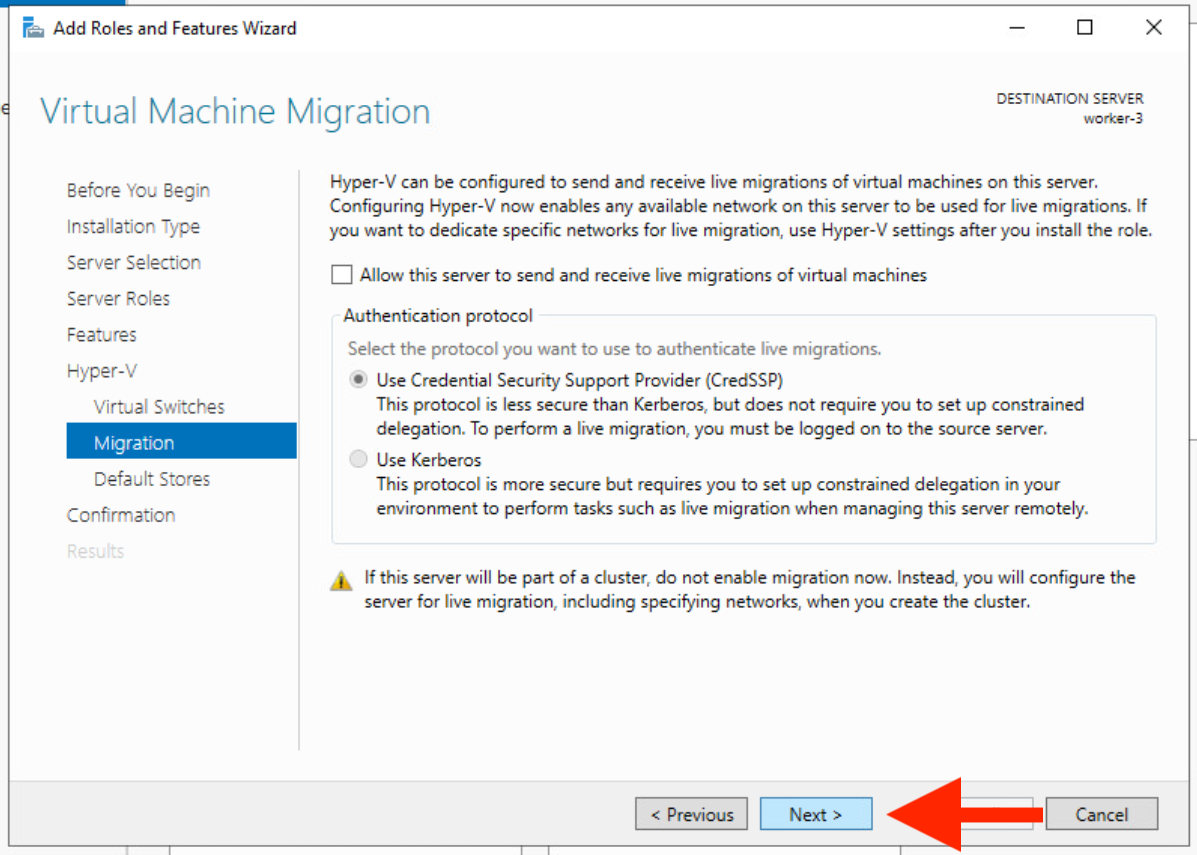 Add Roles and Features Wizard
Virtual Machine Migration
DESTINATION SERVER
worker-3
Before You Begin
Installation Type
Server Selection
Server Roles
Features
Hyper-V
Virtual Switches
Migration
Default Stores
Confirmation
Results
Hyper-V can be configured to send and receive live migrations of virtual machines on this server.
Configuring Hyper-V now enables any available network on this server to be used for live migrations. If
you want to dedicate specific networks for live migration, use Hyper-V settings after you install the role.
Allow this server to send and receive live migrations of virtual machines
Authentication protocol
Select the protocol you want to use to authenticate live migrations.
Use Credential Security Support Provider (CredSSP)
This protocol is less secure than Kerberos, but does not require you to set up constrained
delegation. To perform a live migration, you must be logged on to the source server.
Use Kerberos
This protocol is more secure but requires you to set up constrained delegation in your
environment to perform tasks such as live migration when managing this server remotely.
If this server will be part of a cluster, do not enable migration now. Instead, you will configure the
server for live migration, including specifying networks, when you create the cluster.
< Previous
Next >
Cancel